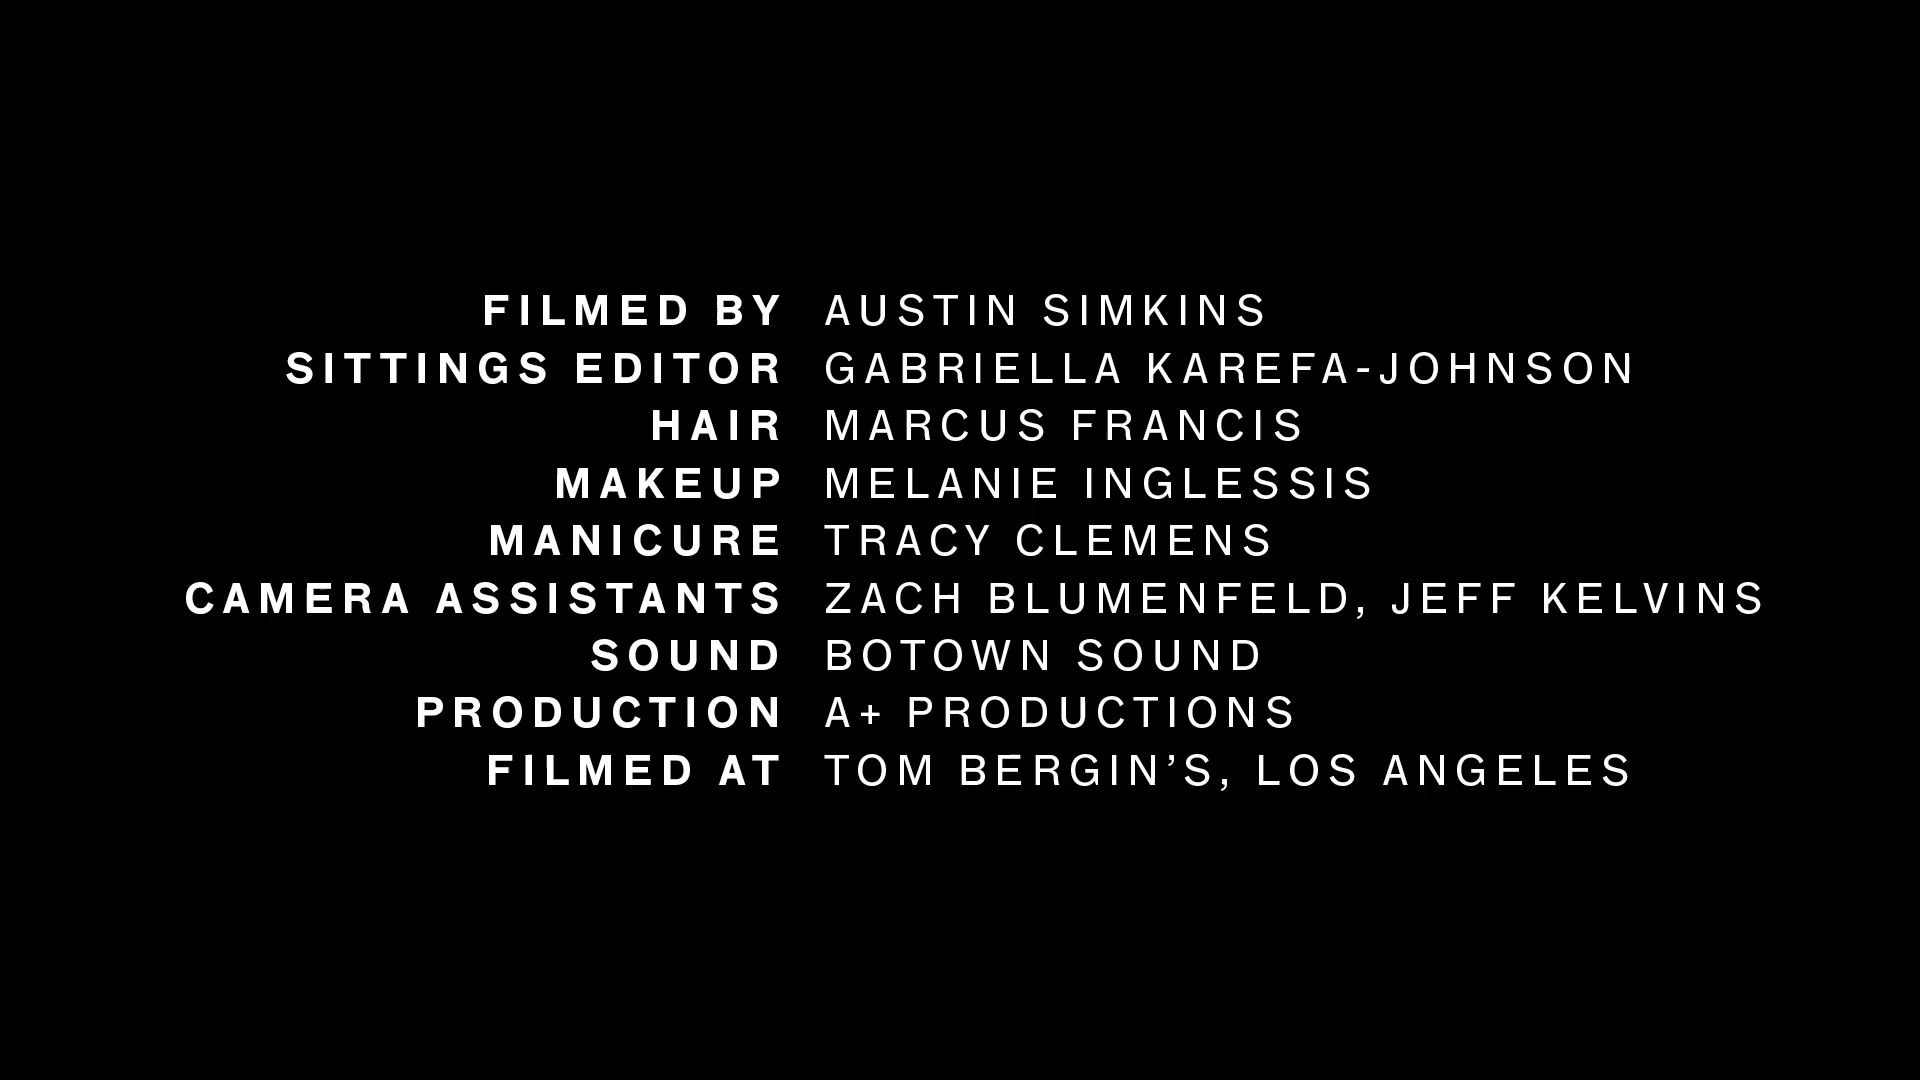 FILMED BY AUSTIN SIMKINS
SITTINGS EDITOR GABRIELLA KAREFA-JOHNSON
HAIR MARCUS FRANCIS
MAKEUP MELANIE INGLESSIS
MANICURE TRACY CLEMENS
CAMERA ASSISTANTS ZACH BLUMENFELD, JEFF KELVINS
SOUND BOTOWN SOUND
PRODUCTION A+ PRODUCTIONS
FILMED AT TOM BERGIN’S, LOS ANGELES